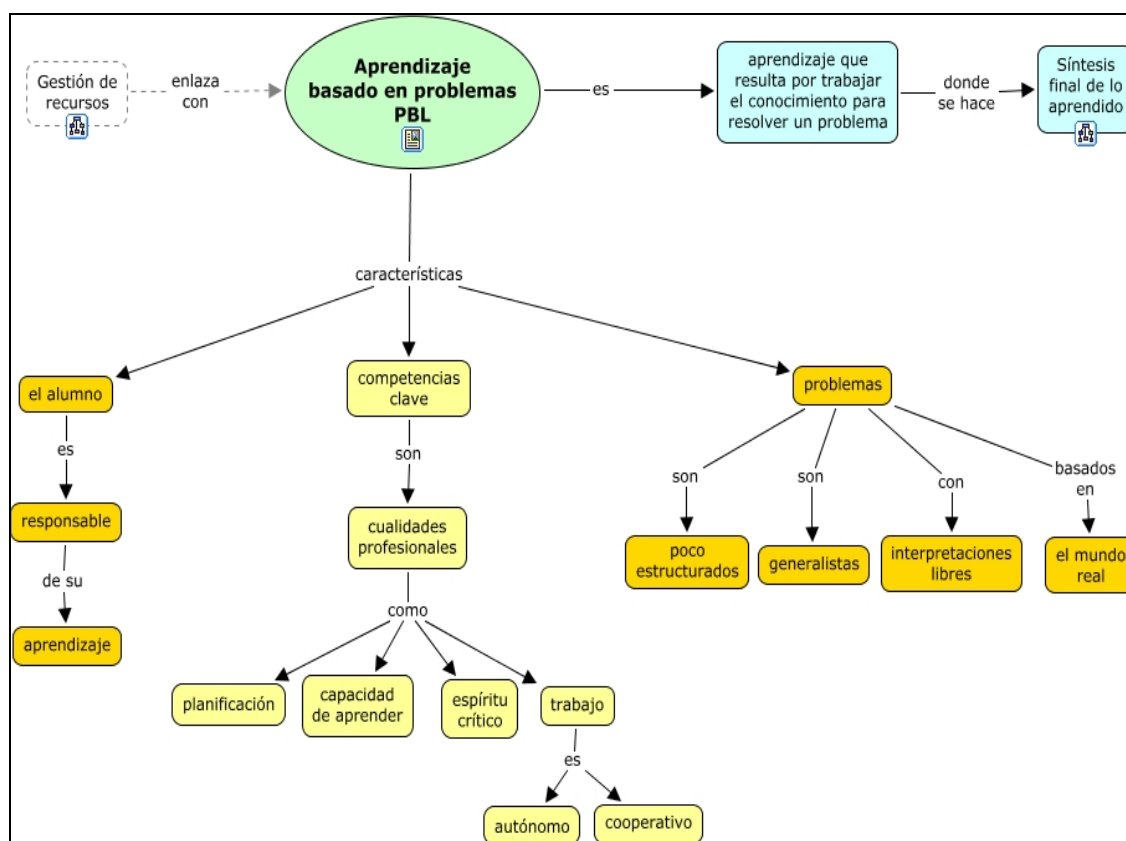 Gestión de
recursos
enlaza
con
Aprendizaje
basado en problemas
PBL
es
aprendizaje que
resulta por trabajar
el conocimiento para
resolver un problema
donde
se hace
Síntesis
final de lo
aprendido
características
el alumno
es
responsable
de su
aprendizaje
competencias
clave
son
cualidades
profesionales
como
planificación
capacidad
de aprender
espíritu
crítico
trabajo
es
autónomo
cooperativo
problemas
son
poco
estructurados
son
generalistas
con
interpretaciones
libres
basados
en
el mundo
real